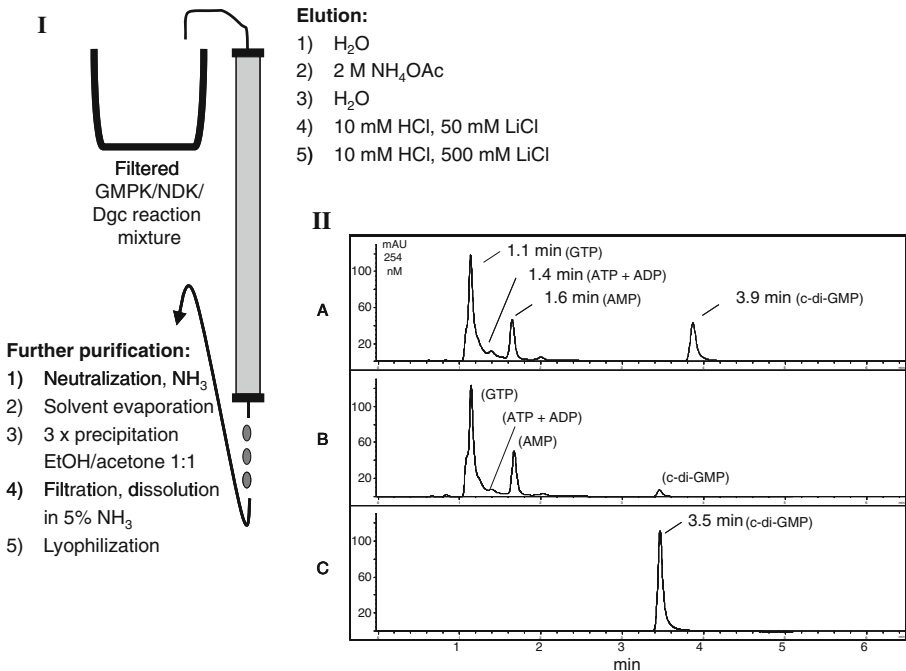 I
Elution:
1) H2O
2) 2 M NH4OAc
3) H2O
4) 10 mM HCl, 50 mM LiCl
5) 10 mM HCl, 500 mM LiCl
Filtered
GMPK/NDK/
Dgc reaction
mixture
Further purification:
1) Neutralization, NH3
2) Solvent evaporation
3) 3 x precipitation
EtOH/acetone 1:1
4) Filtration, dissolution
in 5% NH3
5) Lyophilization
II
A
mAU
254
nM
100
60
20
1.1 min (GTP)
1.4 min (ATP + ADP)
1.6 min (AMP)
3.9 min (c-di-GMP)
B
100
60
20
(GTP)
(ATP + ADP)
(AMP)
(c-di-GMP)
C
100
60
20
3.5 min (c-di-GMP)
1 2 3 4 5 6
min